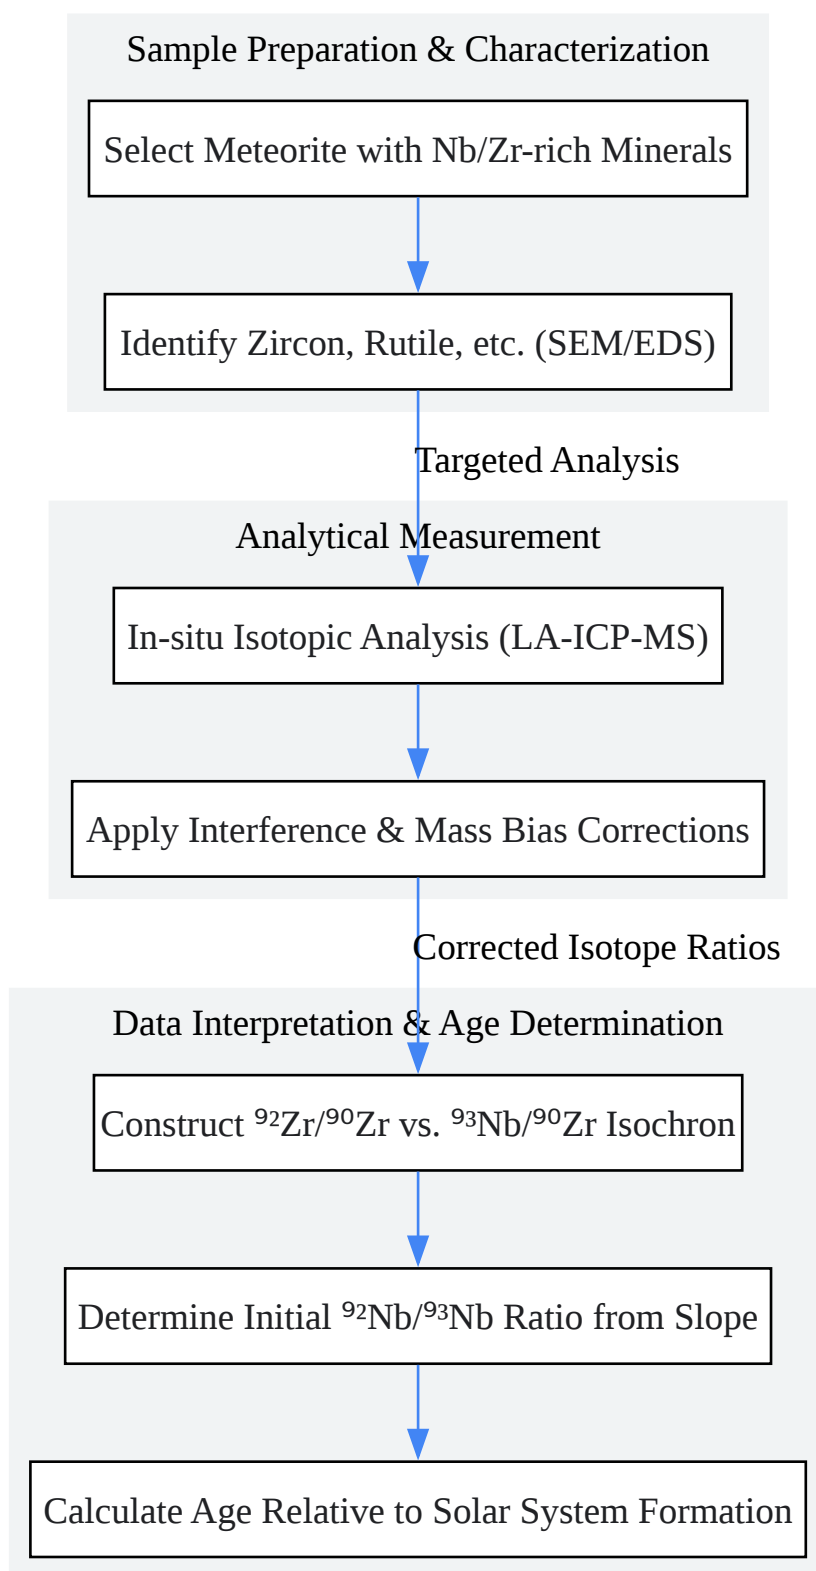 Sample Preparation & Characterization
Select Meteorite with Nb/Zr-rich Minerals
Identify Zircon, Rutile, etc. (SEM/EDS)
Targeted Analysis
Analytical Measurement
In-situ Isotopic Analysis (LA-ICP-MS)
Apply Interference & Mass Bias Corrections
Corrected Isotope Ratios
Data Interpretation & Age Determination
Construct ⁹²Zr/⁹⁰Zr vs. ⁹³Nb/⁹⁰Zr Isochron
Determine Initial ⁹²Nb/⁹³Nb Ratio from Slope
Calculate Age Relative to Solar System Formation